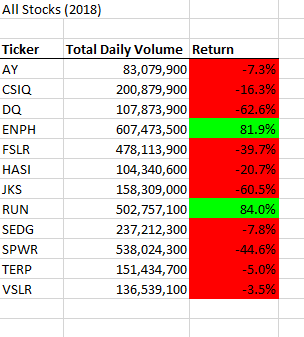 All Stocks (2018)
Ticker Total Daily Volume Return
AY 83,079,900 -7.3%
CSIQ 200,879,900 -16.3%
DQ 107,873,900 -62.6%
ENPH 607,473,500 81.9%
FSLR 478,113,900 -39.7%
HASI 104,340,600 -20.7%
JKS 158,309,000 -60.5%
RUN 502,757,100 84.0%
SEDG 237,212,300 -7.8%
SPWR 538,024,300 -44.6%
TERP 151,434,700 -5.0%
VSLR 136,539,100 -3.5%